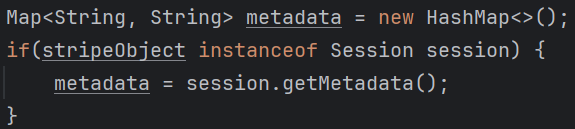 Map<String, String> metadata = new HashMap<>();
if(stripeObject instanceof Session session) {
    metadata = session.getMetadata();
}